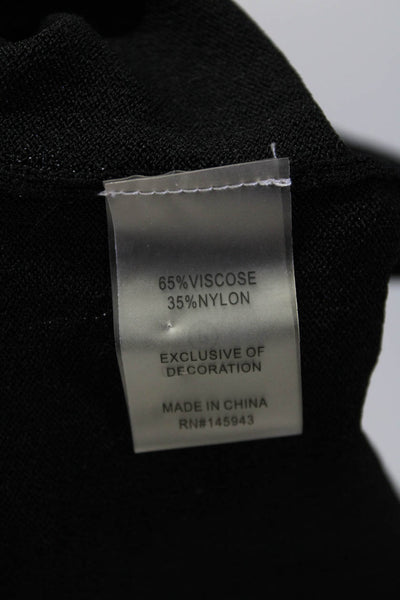 65%VISCOSE
35%NYLON
EXCLUSIVE OF
DECORATION
MADE IN CHINA
RN#145943